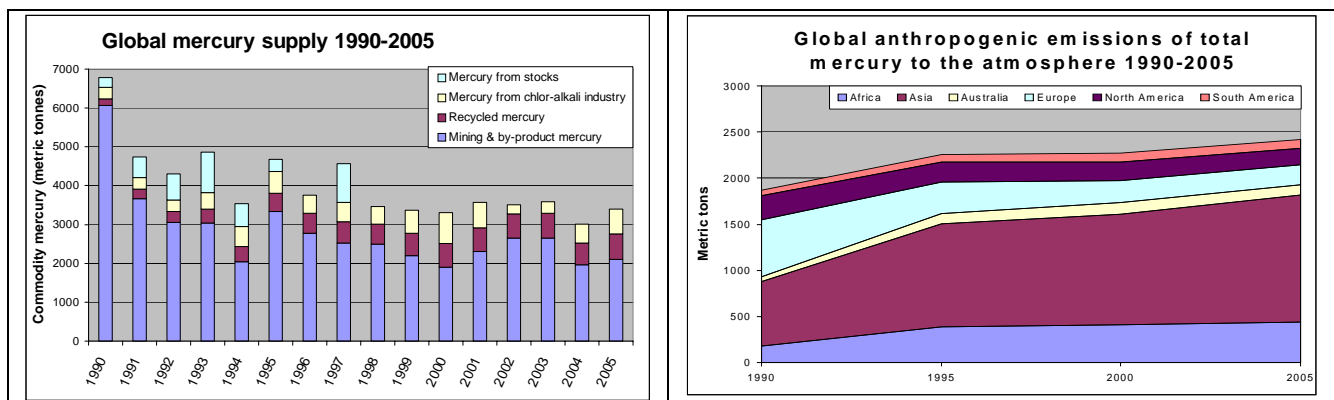 Global mercury supply 1990-2005
Commodity mercury (metric tonnes)
7000
6000
5000
4000
3000
2000
1000
0
Mercury from stocks
Mercury from chlor-alkali industry
Recycled mercury
Mining & by-product mercury
1990
1991
1992
1993
1994
1995
1996
1997
1998
1999
2000
2001
2002
2003
2004
2005
Global anthropogenic emissions of total
mercury to the atmosphere 1990-2005
Metric tons
3000
2500
2000
1500
1000
500
0
Africa Asia Australia Europe North America South America
1990 1995 2000 2005